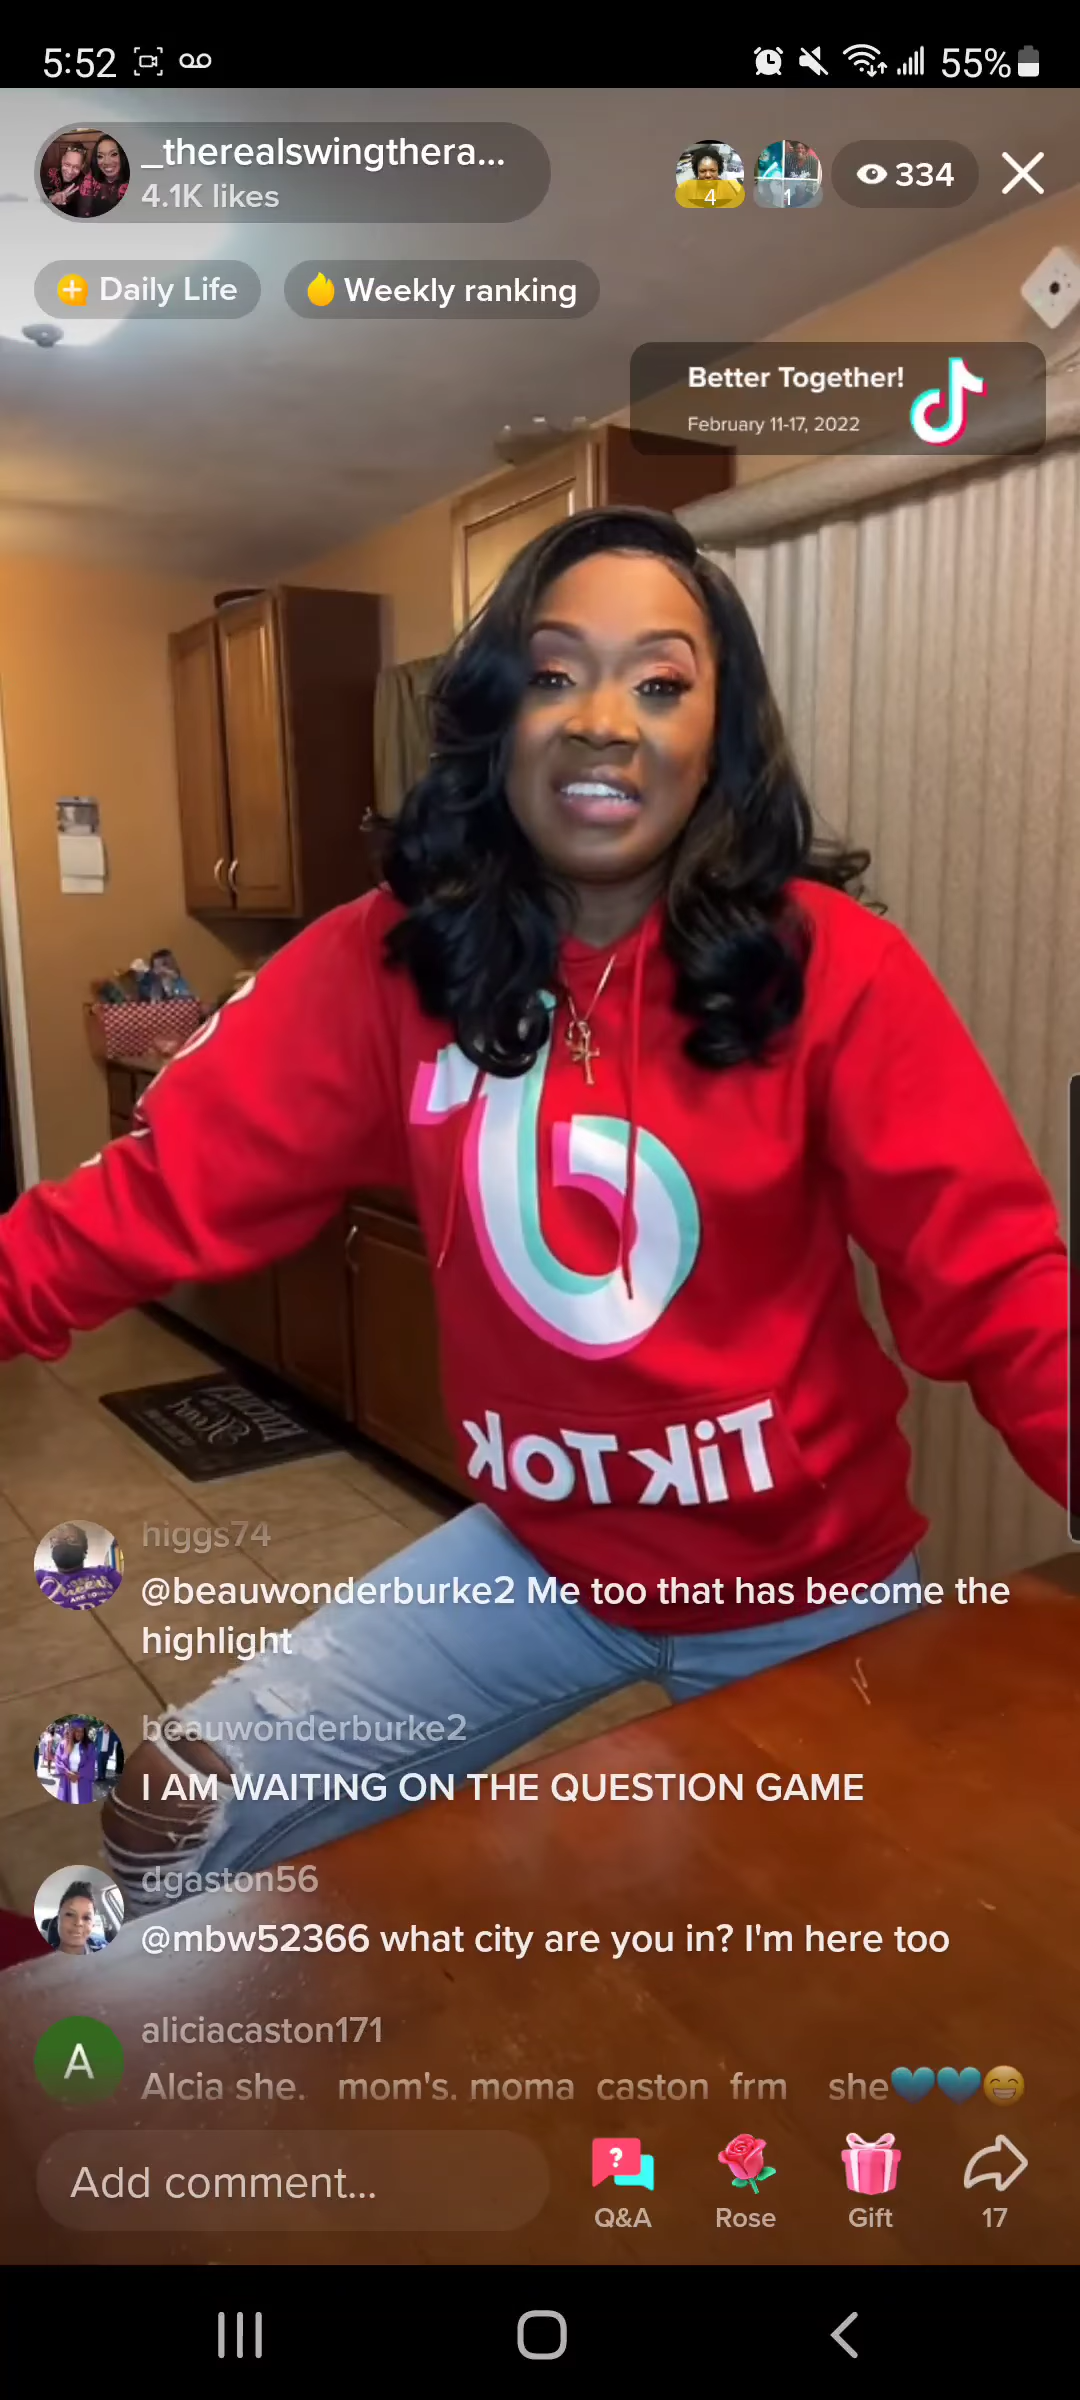 5:52
55%
_therealswingthera...
4.1K likes
4
1
334
Daily Life
Weekly ranking
Better Together!
February 11-17, 2022
TikTok
higgs74
@beauwonderburke2 Me too that has become the
highlight
beauwonderburke2
I AM WAITING ON THE QUESTION GAME
dgaston56
@mbw52366 what city are you in? I'm here too
A
aliciacaston171
Alcia she. mom's. moma caston frm she💙💙😁
Add comment...
?
Q&A
Rose
Gift
17